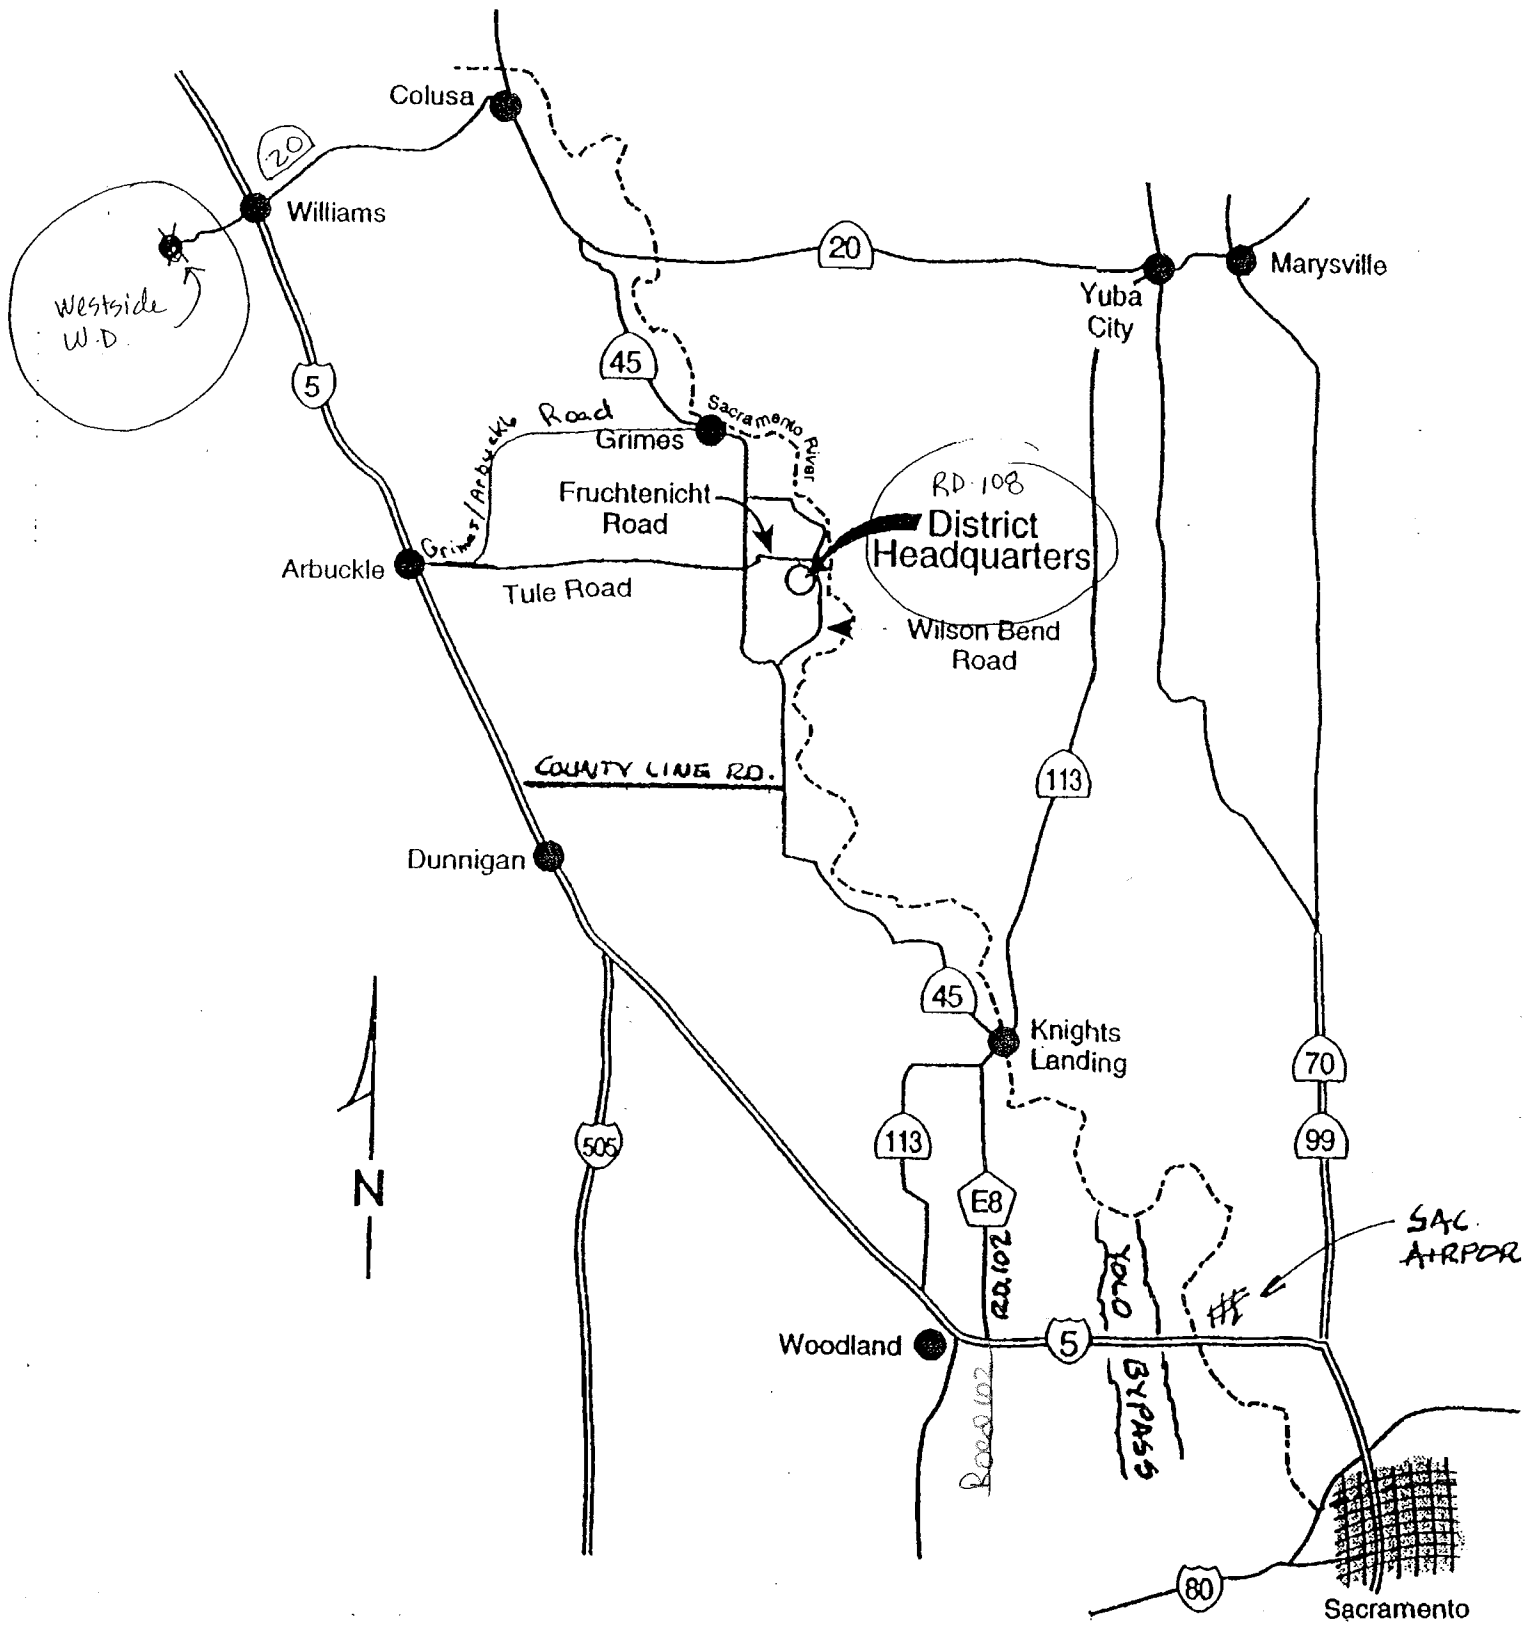 Colusa
20
Williams
Westside
W.D.
20
Marysville
Yuba
City
5
45
Road
Grimes/Arbuckle
Grimes
Sacramento River
RD.108
Fruchtenicht
Road
District
Headquarters
Arbuckle
Tule Road
Wilson Bend
Road
COUNTY LINE RD.
113
Dunnigan
45
Knights
Landing
70
505
113
99
N
E8
RD.102
SAC.
AIRPOR
YOLO
BYPASS
Woodland
5
Road 102
80
Sacramento